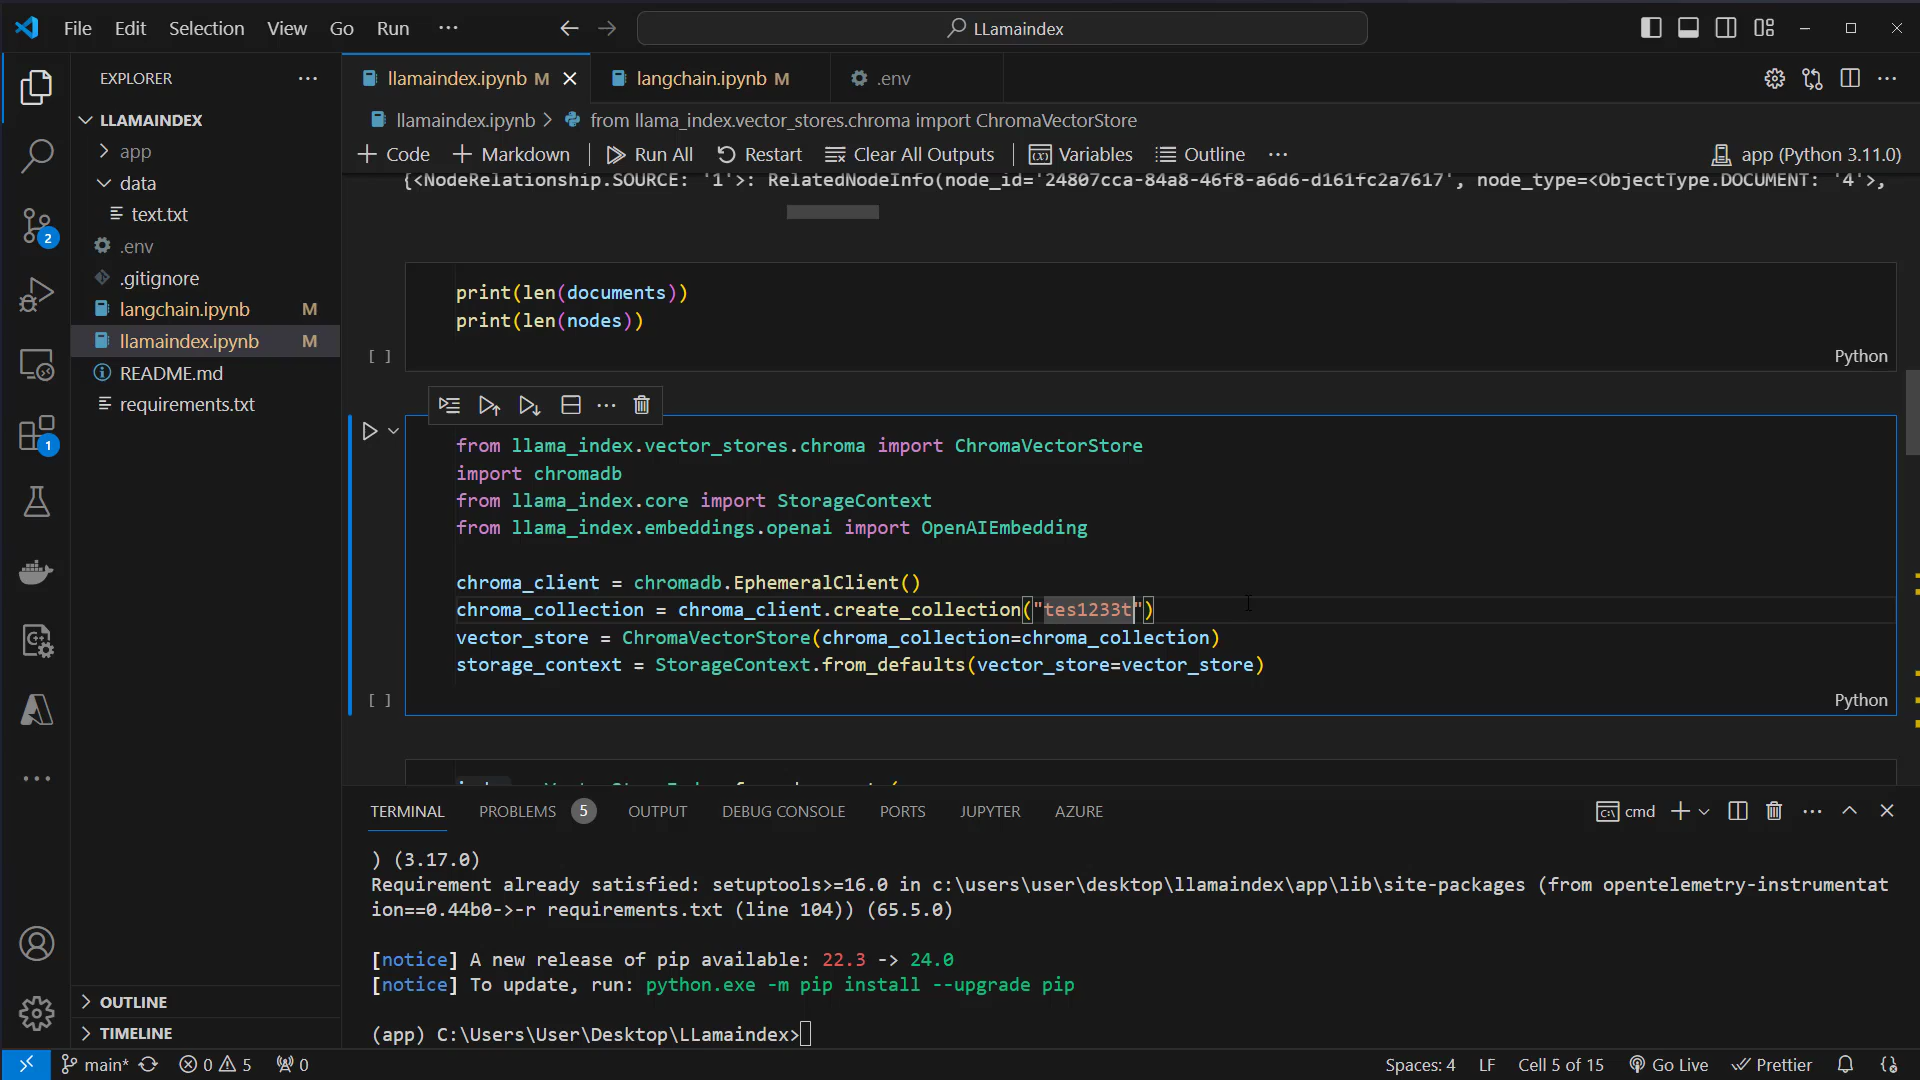 File Edit Selection View Go Run ··· LLamaindex
EXPLORER ···
LLAMAINDEX
app
data
text.txt
.env
.gitignore
langchain.ipynb M
llamaindex.ipynb M
README.md
requirements.txt
OUTLINE
TIMELINE
2
1
llamaindex.ipynb M langchain.ipynb M .env
llamaindex.ipynb > from llama_index.vector_stores.chroma import ChromaVectorStore
+ Code + Markdown Run All Restart Clear All Outputs Variables Outline ··· app (Python 3.11.0)
{<NodeRelationship.SOURCE: '1'>: RelatedNodeInfo(node_id='24807cca-84a8-46f8-a6d6-d161fc2a7617', node_type=<ObjectType.DOCUMENT: '4'>,
print(len(documents))
print(len(nodes))
[ ] Python
from llama_index.vector_stores.chroma import ChromaVectorStore
import chromadb
from llama_index.core import StorageContext
from llama_index.embeddings.openai import OpenAIEmbedding
chroma_client = chromadb.EphemeralClient()
chroma_collection = chroma_client.create_collection("tes1233t")
vector_store = ChromaVectorStore(chroma_collection=chroma_collection)
storage_context = StorageContext.from_defaults(vector_store=vector_store)
[ ] Python
TERMINAL PROBLEMS 5 OUTPUT DEBUG CONSOLE PORTS JUPYTER AZURE cmd
) (3.17.0)
Requirement already satisfied: setuptools>=16.0 in c:\users\user\desktop\llamaindex\app\lib\site-packages (from opentelemetry-instrumentat
ion==0.44b0->-r requirements.txt (line 104)) (65.5.0)
[notice] A new release of pip available: 22.3 -> 24.0
[notice] To update, run: python.exe -m pip install --upgrade pip
(app) C:\Users\User\Desktop\LLamaindex>
main* 0 5 0 Spaces: 4 LF Cell 5 of 15 Go Live Prettier